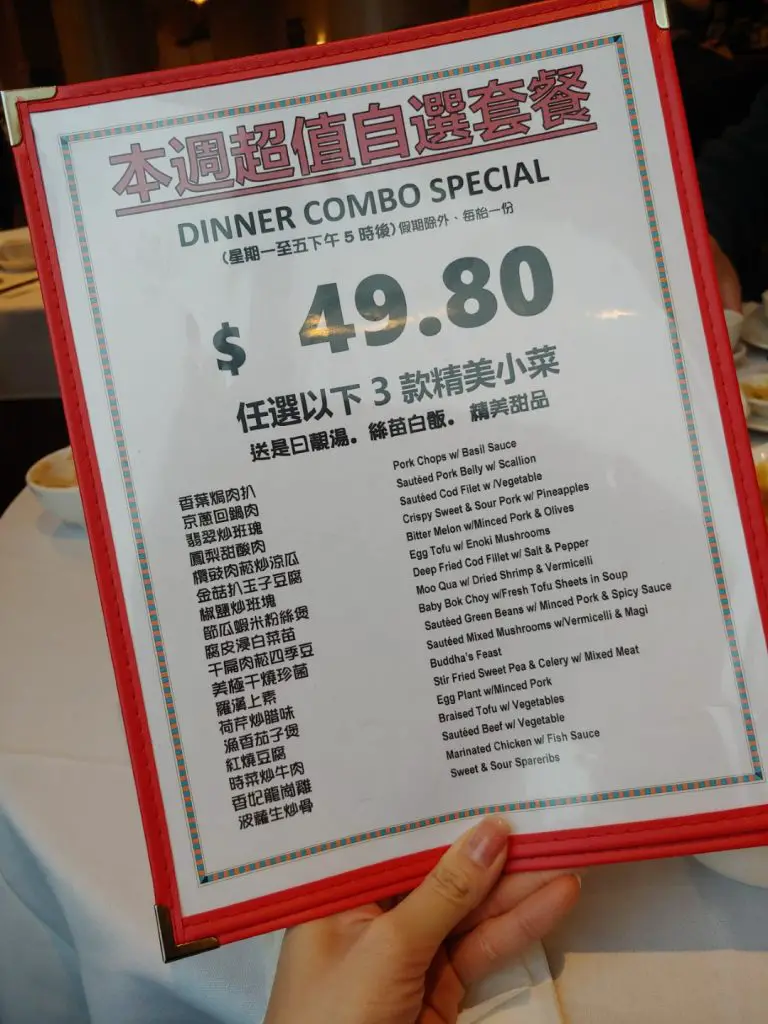 本週超值自選套餐
DINNER COMBO SPECIAL
(星期一至五下午 5 時後) 假期除外、每枱一份
$ 49.80
任選以下 3 款精美小菜
送是日靚湯。絲苗白飯。精美甜品
香葉焗肉扒 Pork Chops w/ Basil Sauce
京蔥回鍋肉 Sautéed Pork Belly w/ Scallion
翡翠炒斑塊 Sautéed Cod Filet w /Vegetable
鳳梨甜酸肉 Crispy Sweet & Sour Pork w/ Pineapples
欖豉肉菘炒涼瓜 Bitter Melon w/Minced Pork & Olives
金菇扒玉子豆腐 Egg Tofu w/ Enoki Mushrooms
椒鹽炒斑塊 Deep Fried Cod Fillet w/ Salt & Pepper
節瓜蝦米粉絲煲 Moo Qua w/ Dried Shrimp & Vermicelli
腐皮浸白菜苗 Baby Bok Choy w/Fresh Tofu Sheets in Soup
干扁肉菘四季豆 Sautéed Green Beans w/ Minced Pork & Spicy Sauce
美極干燒珍菌 Sautéed Mixed Mushrooms w/Vermicelli & Magi
羅漢上素 Buddha's Feast
荷芹炒腊味 Stir Fried Sweet Pea & Celery w/ Mixed Meat
漁香茄子煲 Egg Plant w/Minced Pork
紅燒豆腐 Braised Tofu w/ Vegetables
時菜炒牛肉 Sautéed Beef w/ Vegetable
香妃龍崗雞 Marinated Chicken w/ Fish Sauce
波蘿生炒骨 Sweet & Sour Spareribs